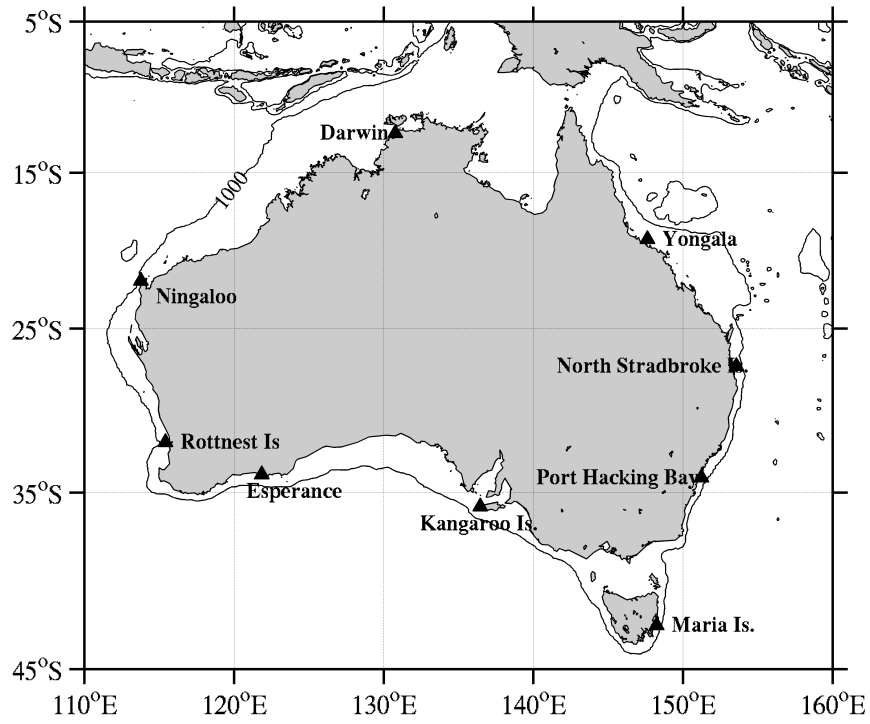 5°S
Darwin
15°S
1000
Yongala
Ningaloo
25°S
North Stradbroke Is.
Rottnest Is
Port Hacking Bay
35°S
Esperance
Kangaroo Is.
Maria Is.
45°S
110°E 120°E 130°E 140°E 150°E 160°E